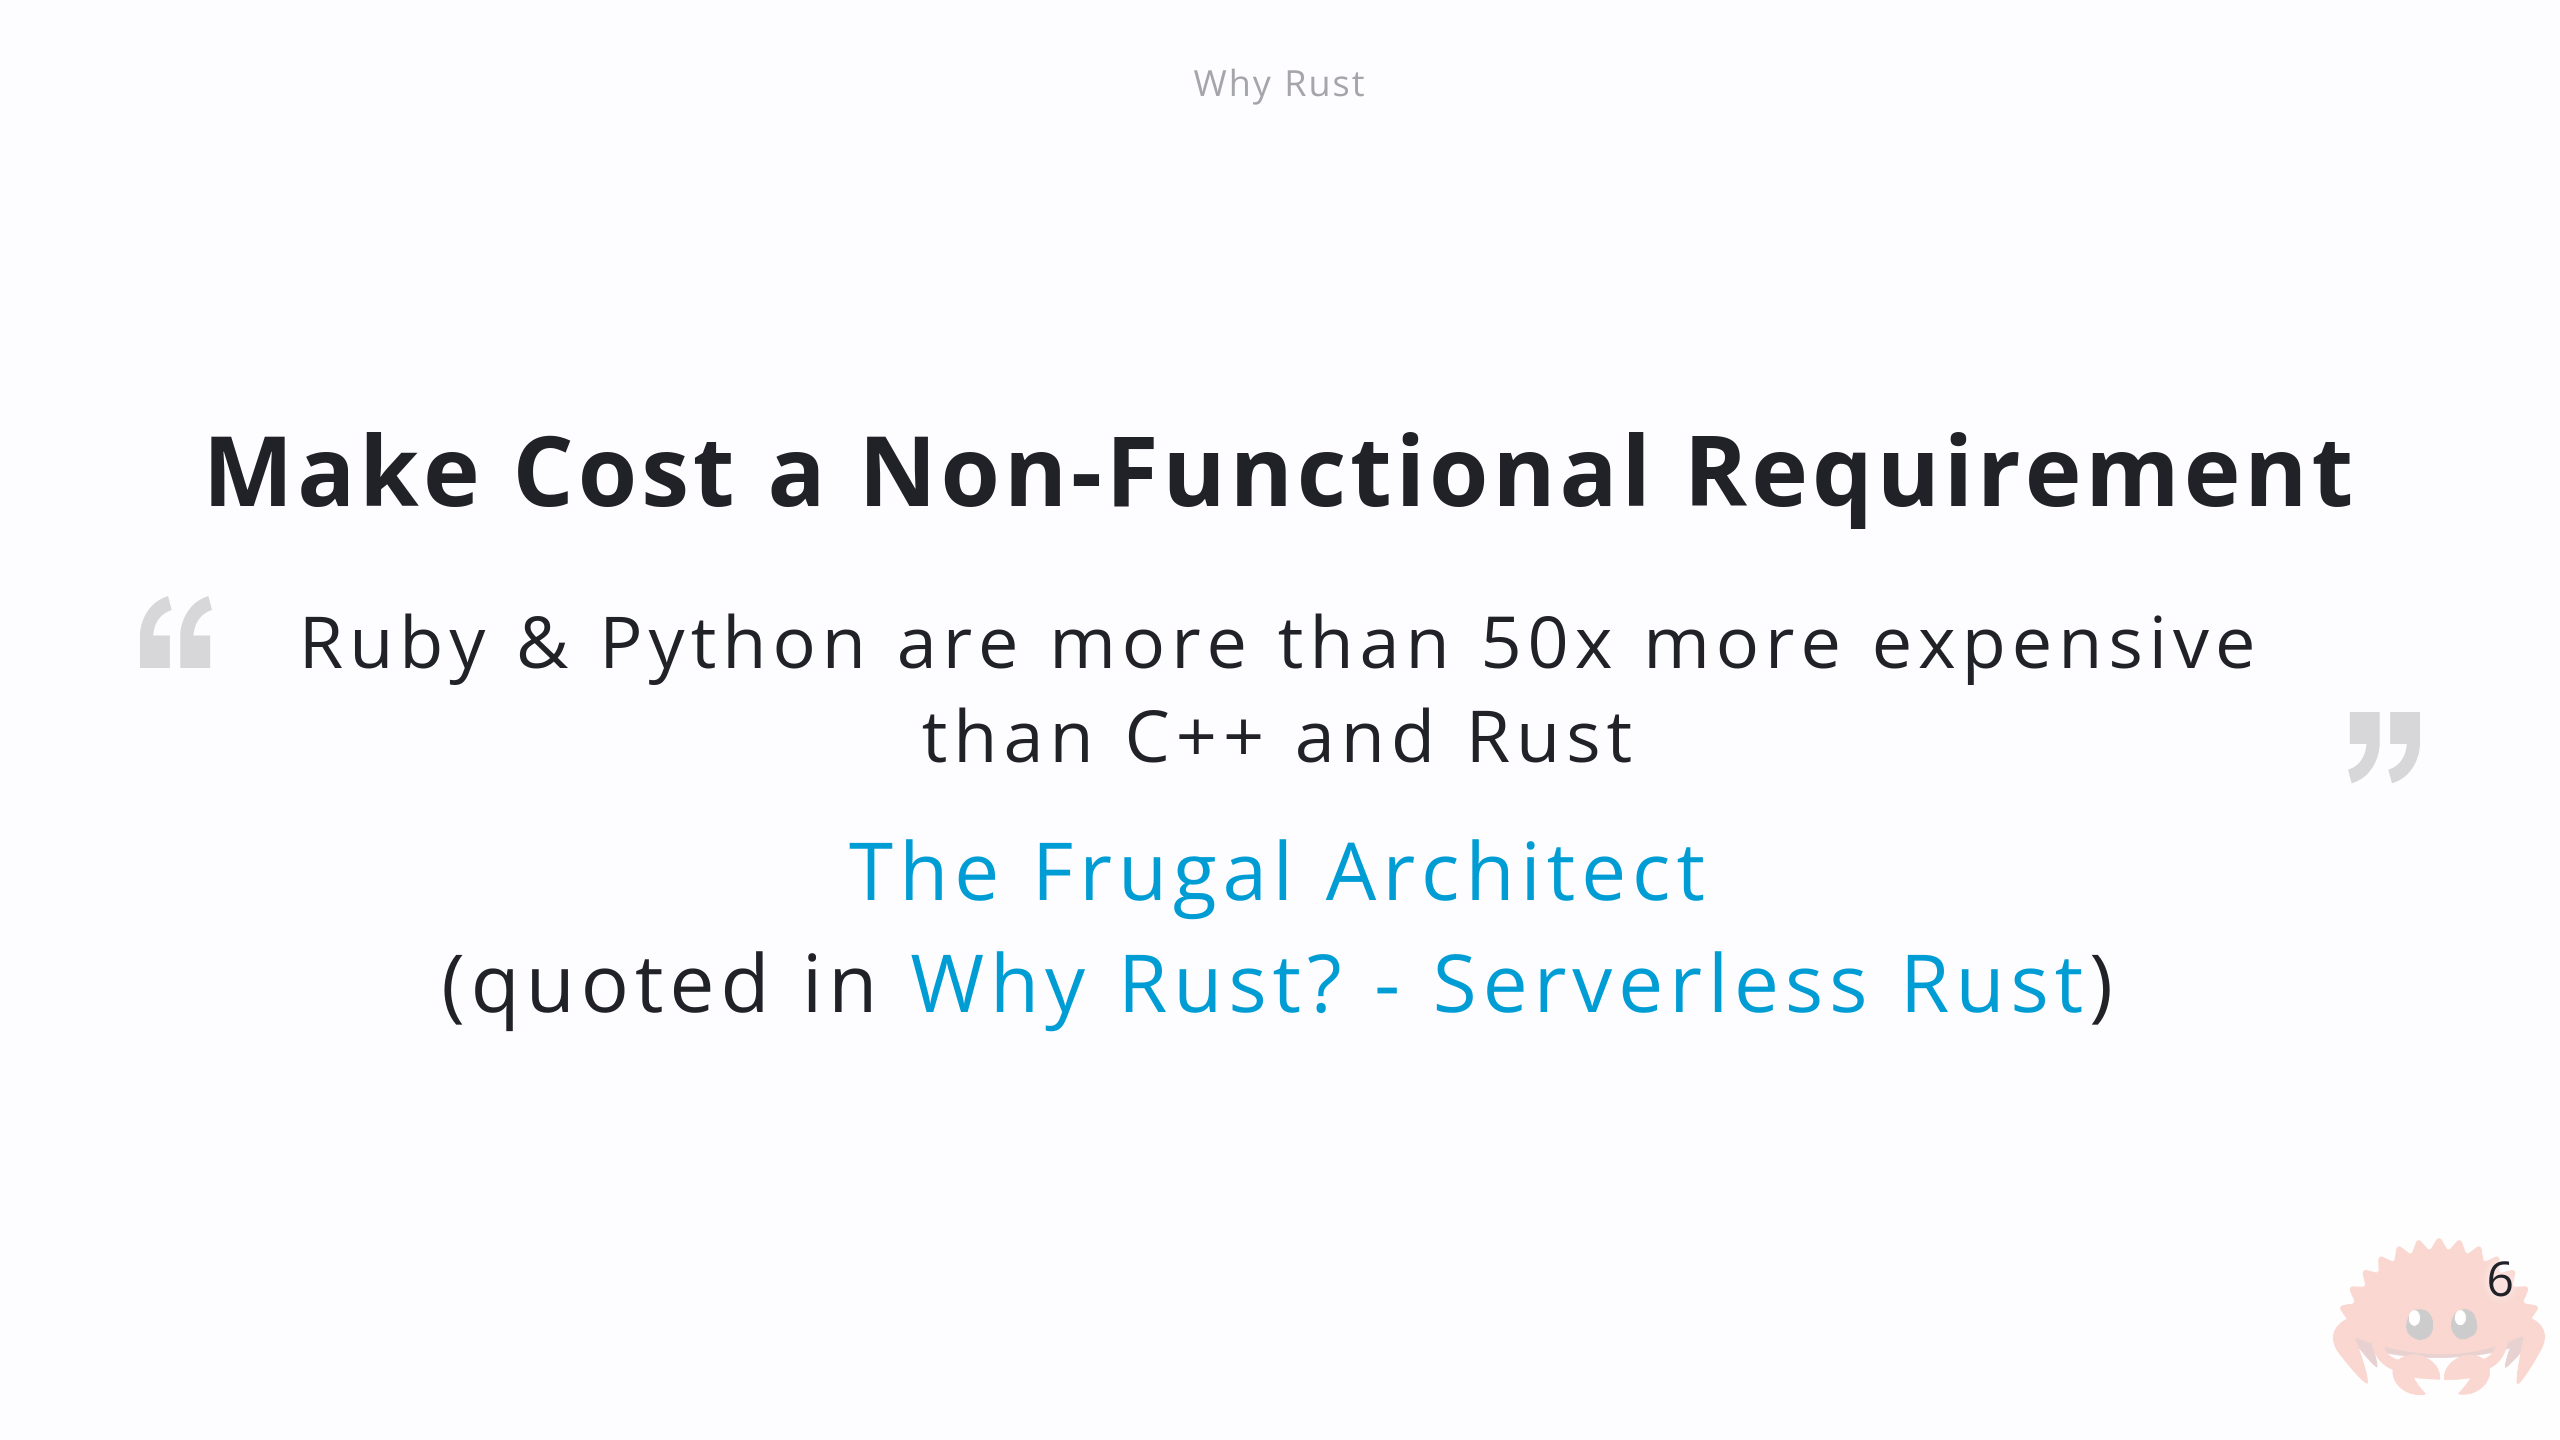 Why Rust
Make Cost a Non-Functional Requirement
“ Ruby & Python are more than 50x more expensive
than C++ and Rust ”
The Frugal Architect
(quoted in Why Rust? - Serverless Rust)
6